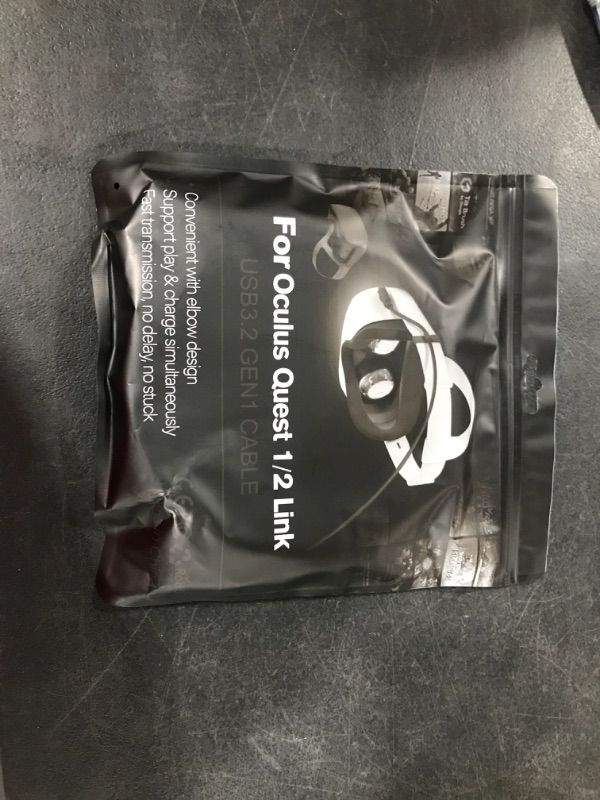 For Oculus Quest 1/2 Link
USB3.2 GEN1 CABLE
Convenient with elbow design
Support play & charge simultaneously
Fast transmission, no delay, no stuck